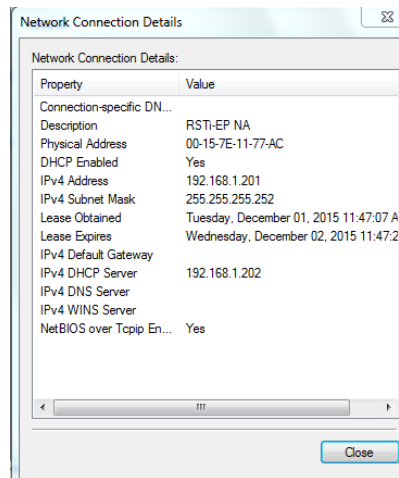 Network Connection Details
Network Connection Details:
Property Value
Connection-specific DN...
Description RSTi-EP NA
Physical Address 00-15-7E-11-77-AC
DHCP Enabled Yes
IPv4 Address 192.168.1.201
IPv4 Subnet Mask 255.255.255.252
Lease Obtained Tuesday, December 01, 2015 11:47:07 A
Lease Expires Wednesday, December 02, 2015 11:47:2
IPv4 Default Gateway
IPv4 DHCP Server 192.168.1.202
IPv4 DNS Server
IPv4 WINS Server
NetBIOS over Tcpip En... Yes
Close